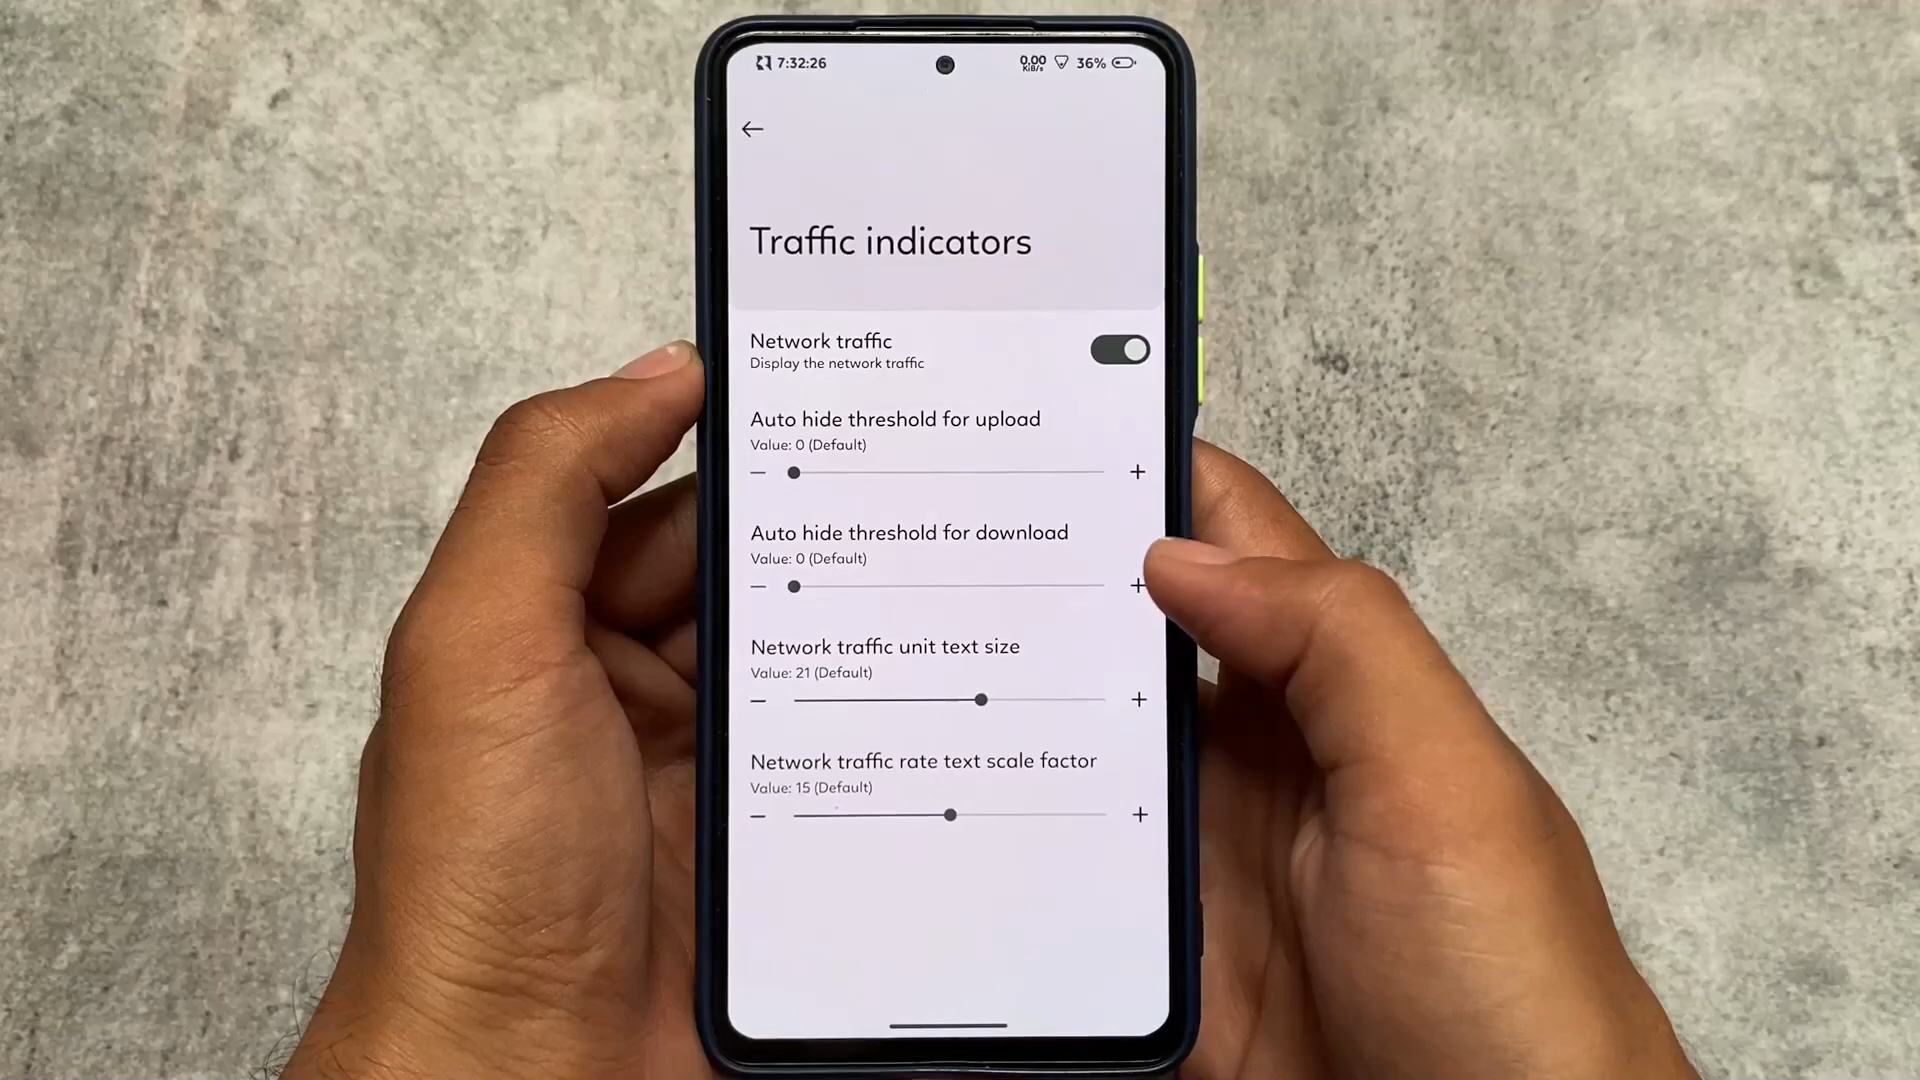 7:32:26
0.00
KiB/s
36%
Traffic indicators
Network traffic
Display the network traffic
Auto hide threshold for upload
Value: 0 (Default)
Auto hide threshold for download
Value: 0 (Default)
Network traffic unit text size
Value: 21 (Default)
Network traffic rate text scale factor
Value: 15 (Default)